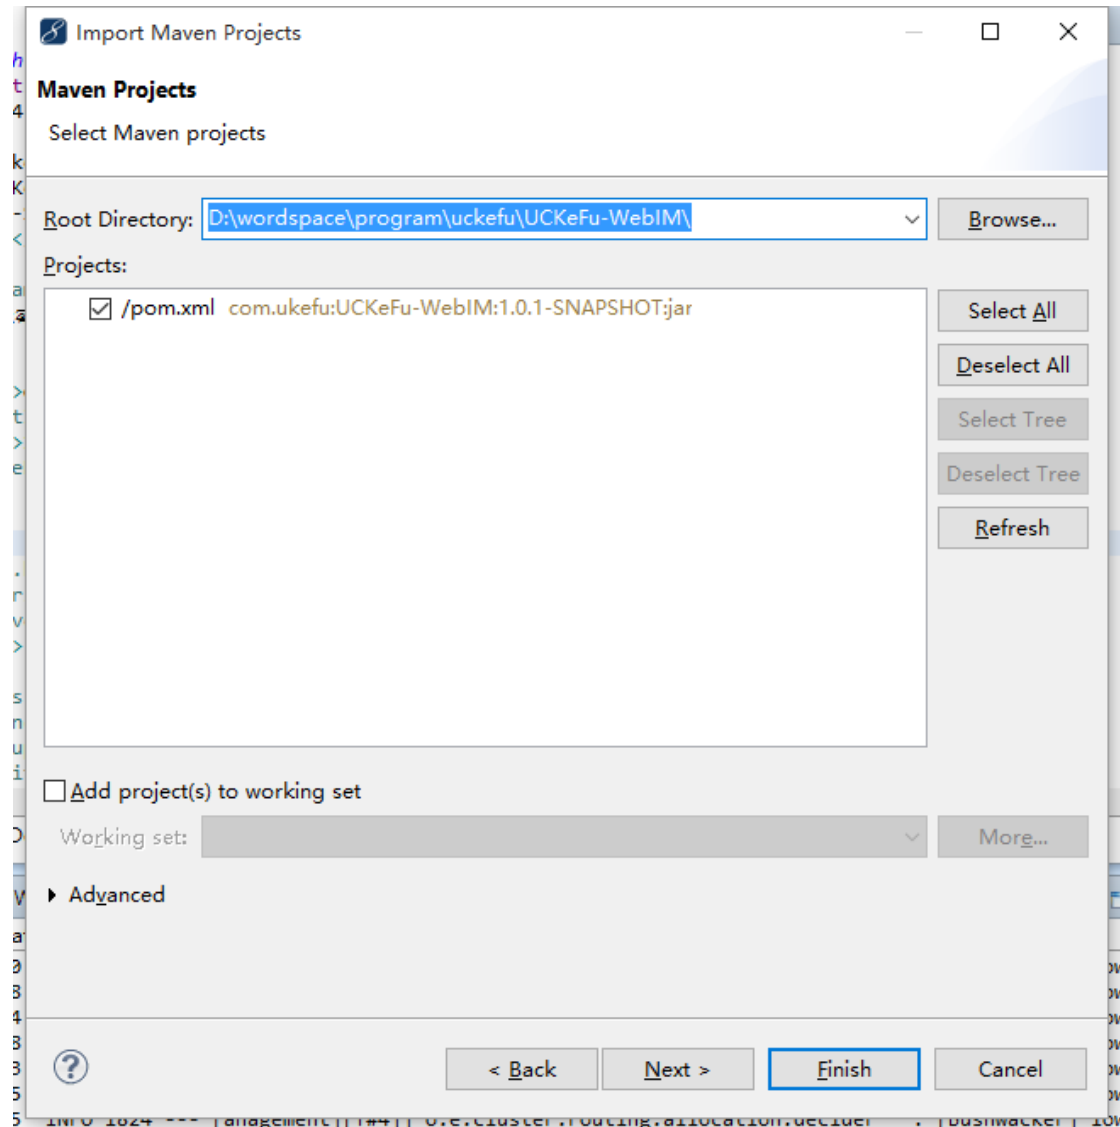 Import Maven Projects
Maven Projects
Select Maven projects
Root Directory: D:\wordspace\program\uckefu\UCKeFu-WebIM\ Browse...
Projects:
/pom.xml com.ukefu:UCKeFu-WebIM:1.0.1-SNAPSHOT:jar
Select All
Deselect All
Select Tree
Deselect Tree
Refresh
Add project(s) to working set
Working set: More...
Advanced
< Back Next > Finish Cancel